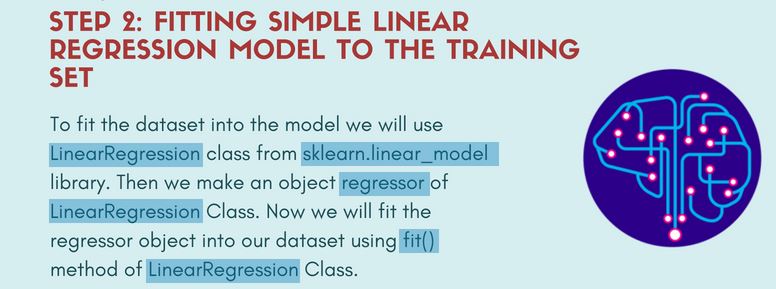 STEP 2: FITTING SIMPLE LINEAR
REGRESSION MODEL TO THE TRAINING
SET
To fit the dataset into the model we will use
LinearRegression class from sklearn.linear_model
library. Then we make an object regressor of
LinearRegression Class. Now we will fit the
regressor object into our dataset using fit()
method of LinearRegression Class.